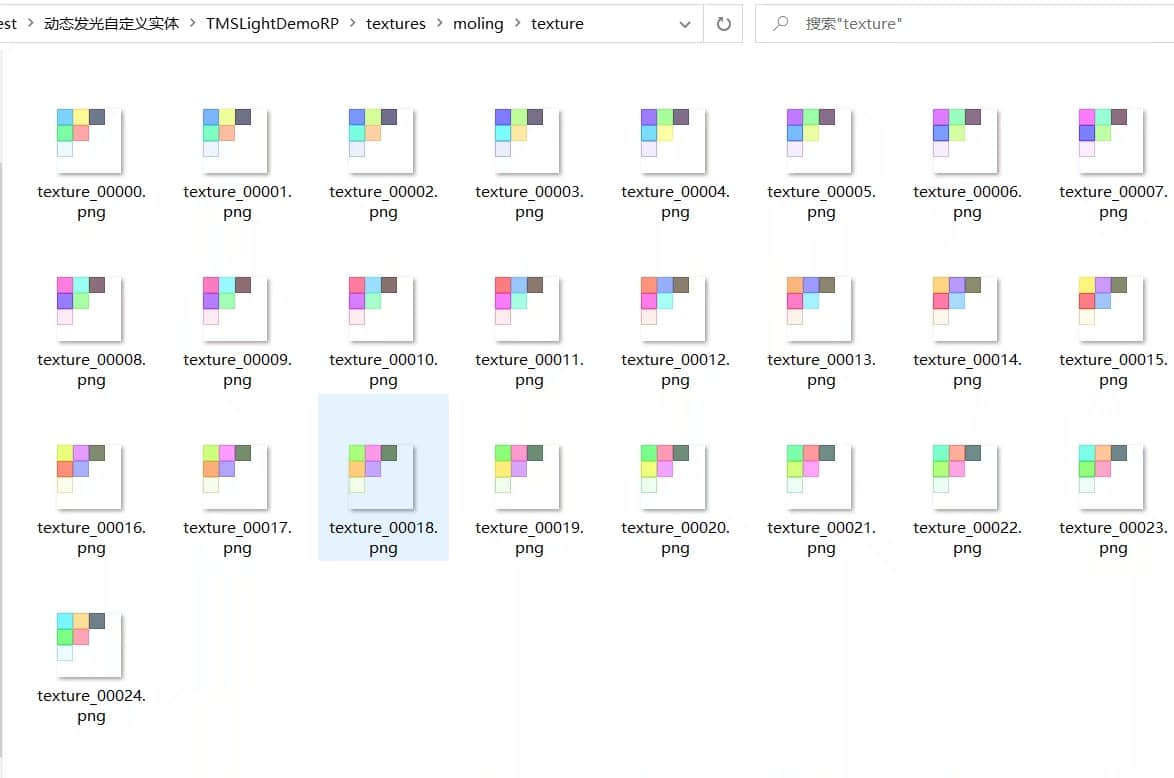 est > 动态发光自定义实体 > TMSLightDemoRP > textures > moling > texture
搜索"texture"
texture_00000.png
texture_00001.png
texture_00002.png
texture_00003.png
texture_00004.png
texture_00005.png
texture_00006.png
texture_00007.png
texture_00008.png
texture_00009.png
texture_00010.png
texture_00011.png
texture_00012.png
texture_00013.png
texture_00014.png
texture_00015.png
texture_00016.png
texture_00017.png
texture_00018.png
texture_00019.png
texture_00020.png
texture_00021.png
texture_00022.png
texture_00023.png
texture_00024.png